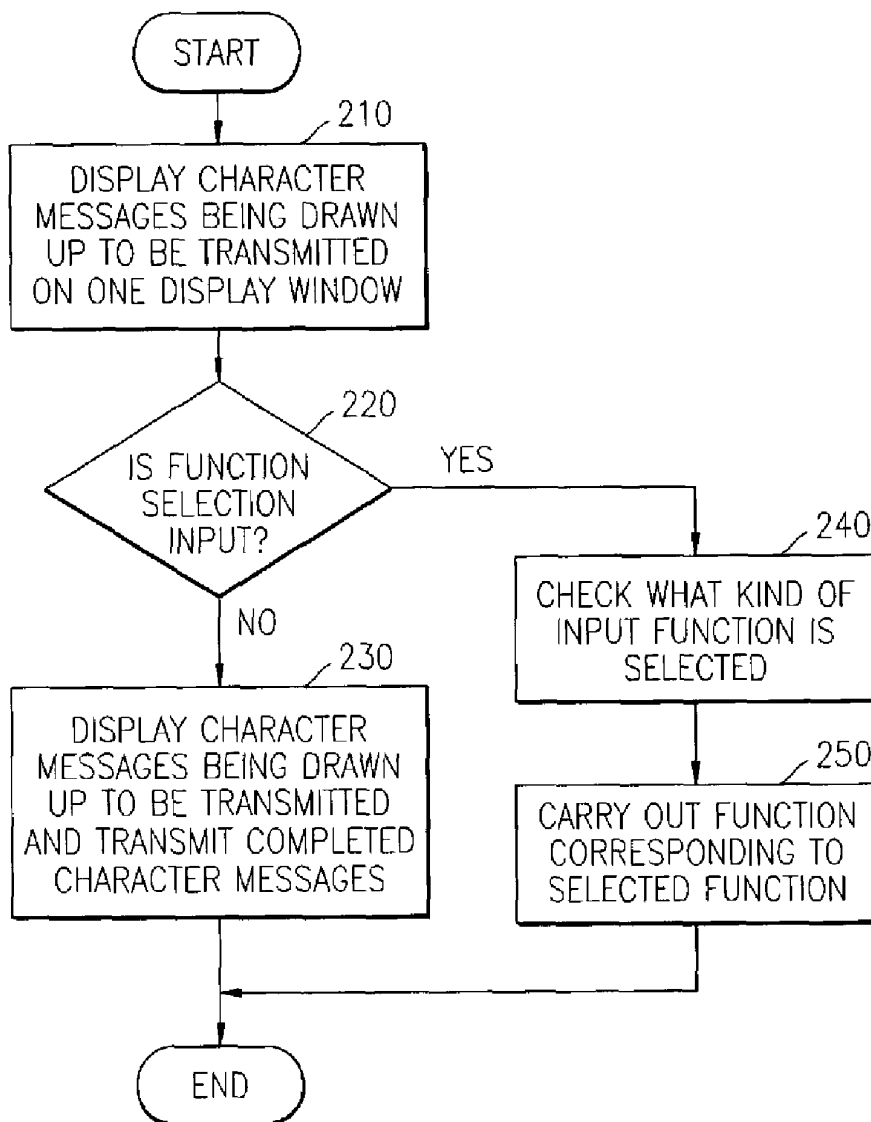 START
210
DISPLAY CHARACTER
MESSAGES BEING DRAWN
UP TO BE TRANSMITTED
ON ONE DISPLAY WINDOW
220
IS FUNCTION
SELECTION
INPUT?
YES
NO
240
CHECK WHAT KIND OF
INPUT FUNCTION IS
SELECTED
230
DISPLAY CHARACTER
MESSAGES BEING DRAWN
UP TO BE TRANSMITTED
AND TRANSMIT COMPLETED
CHARACTER MESSAGES
250
CARRY OUT FUNCTION
CORRESPONDING TO
SELECTED FUNCTION
END